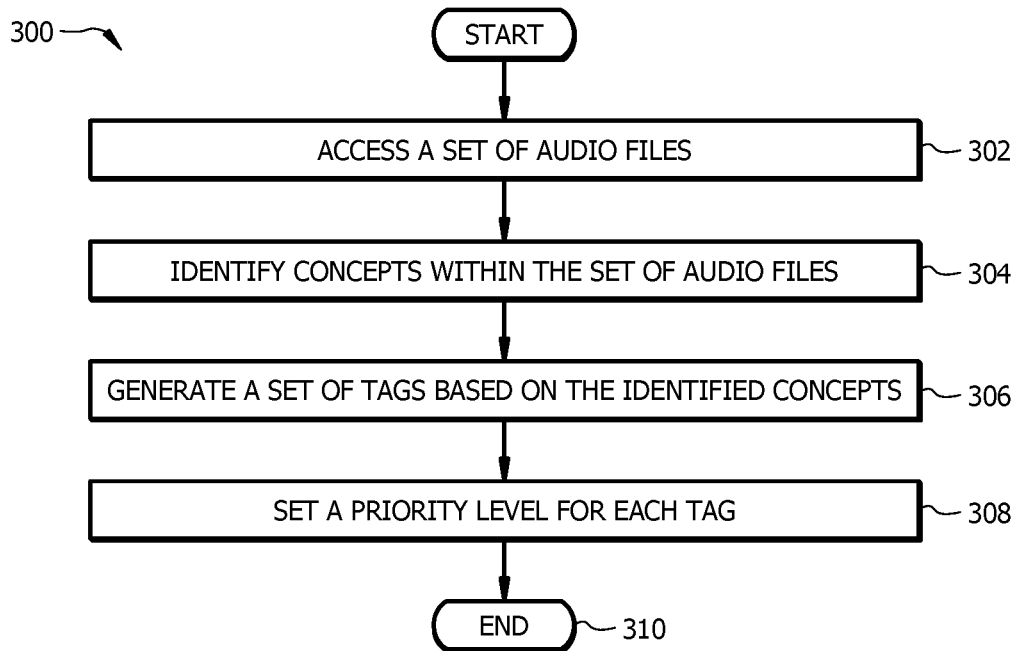 300
START
ACCESS A SET OF AUDIO FILES
302
IDENTIFY CONCEPTS WITHIN THE SET OF AUDIO FILES
304
GENERATE A SET OF TAGS BASED ON THE IDENTIFIED CONCEPTS
306
SET A PRIORITY LEVEL FOR EACH TAG
308
END
310